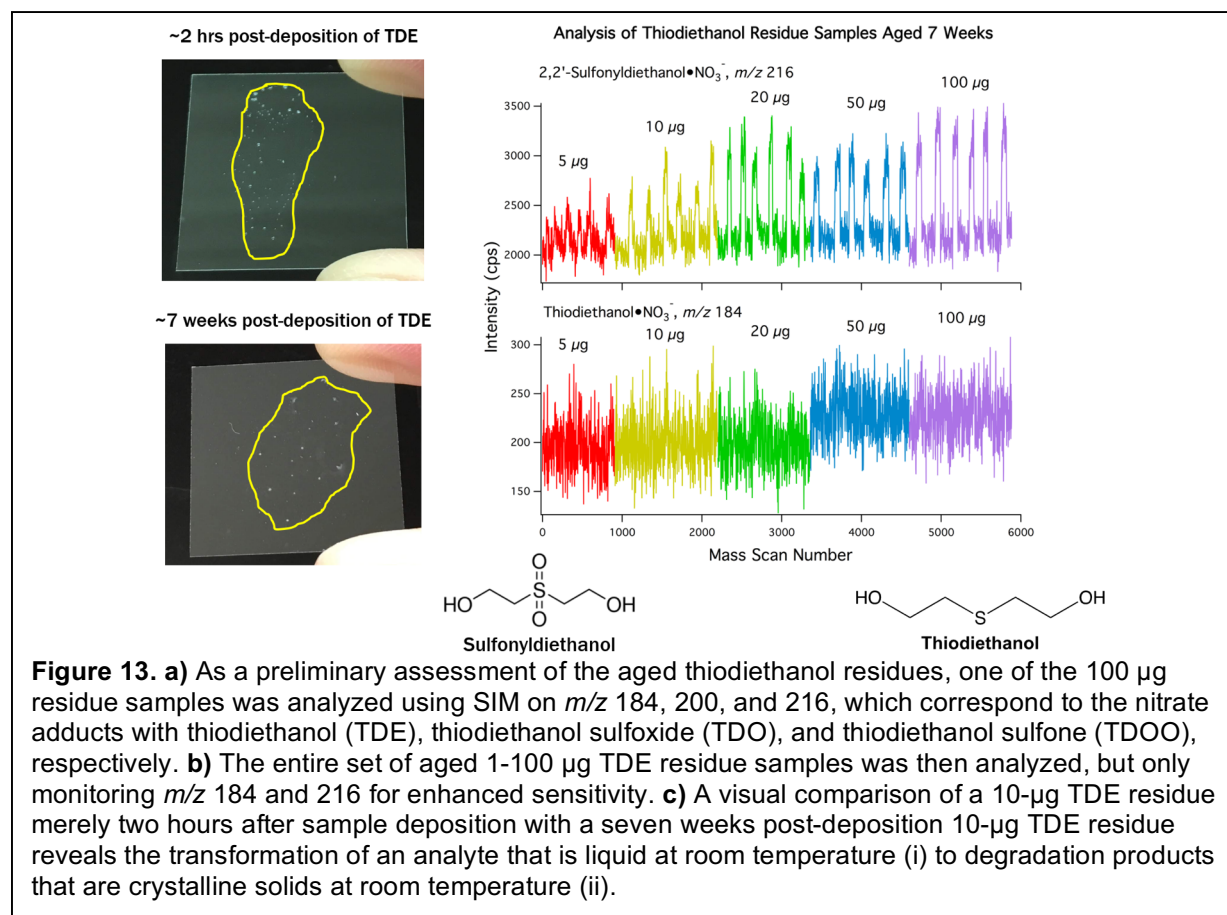 ~2 hrs post-deposition of TDE
~7 weeks post-deposition of TDE
Analysis of Thiodiethanol Residue Samples Aged 7 Weeks
2,2'-Sulfonyldiethanol•NO₃⁻, m/z 216
5 µg
10 µg
20 µg
50 µg
100 µg
3500
3000
2500
2000
Intensity (cps)
Thiodiethanol•NO₃⁻, m/z 184
5 µg
10 µg
20 µg
50 µg
100 µg
300
250
200
150
0 1000 2000 3000 4000 5000 6000
Mass Scan Number
O
HO S OH
O
Sulfonyldiethanol
HO S OH
Thiodiethanol
Figure 13. a) As a preliminary assessment of the aged thiodiethanol residues, one of the 100 µg
residue samples was analyzed using SIM on m/z 184, 200, and 216, which correspond to the nitrate
adducts with thiodiethanol (TDE), thiodiethanol sulfoxide (TDO), and thiodiethanol sulfone (TDOO),
respectively. b) The entire set of aged 1-100 µg TDE residue samples was then analyzed, but only
monitoring m/z 184 and 216 for enhanced sensitivity. c) A visual comparison of a 10-µg TDE residue
merely two hours after sample deposition with a seven weeks post-deposition 10-µg TDE residue
reveals the transformation of an analyte that is liquid at room temperature (i) to degradation products
that are crystalline solids at room temperature (ii).